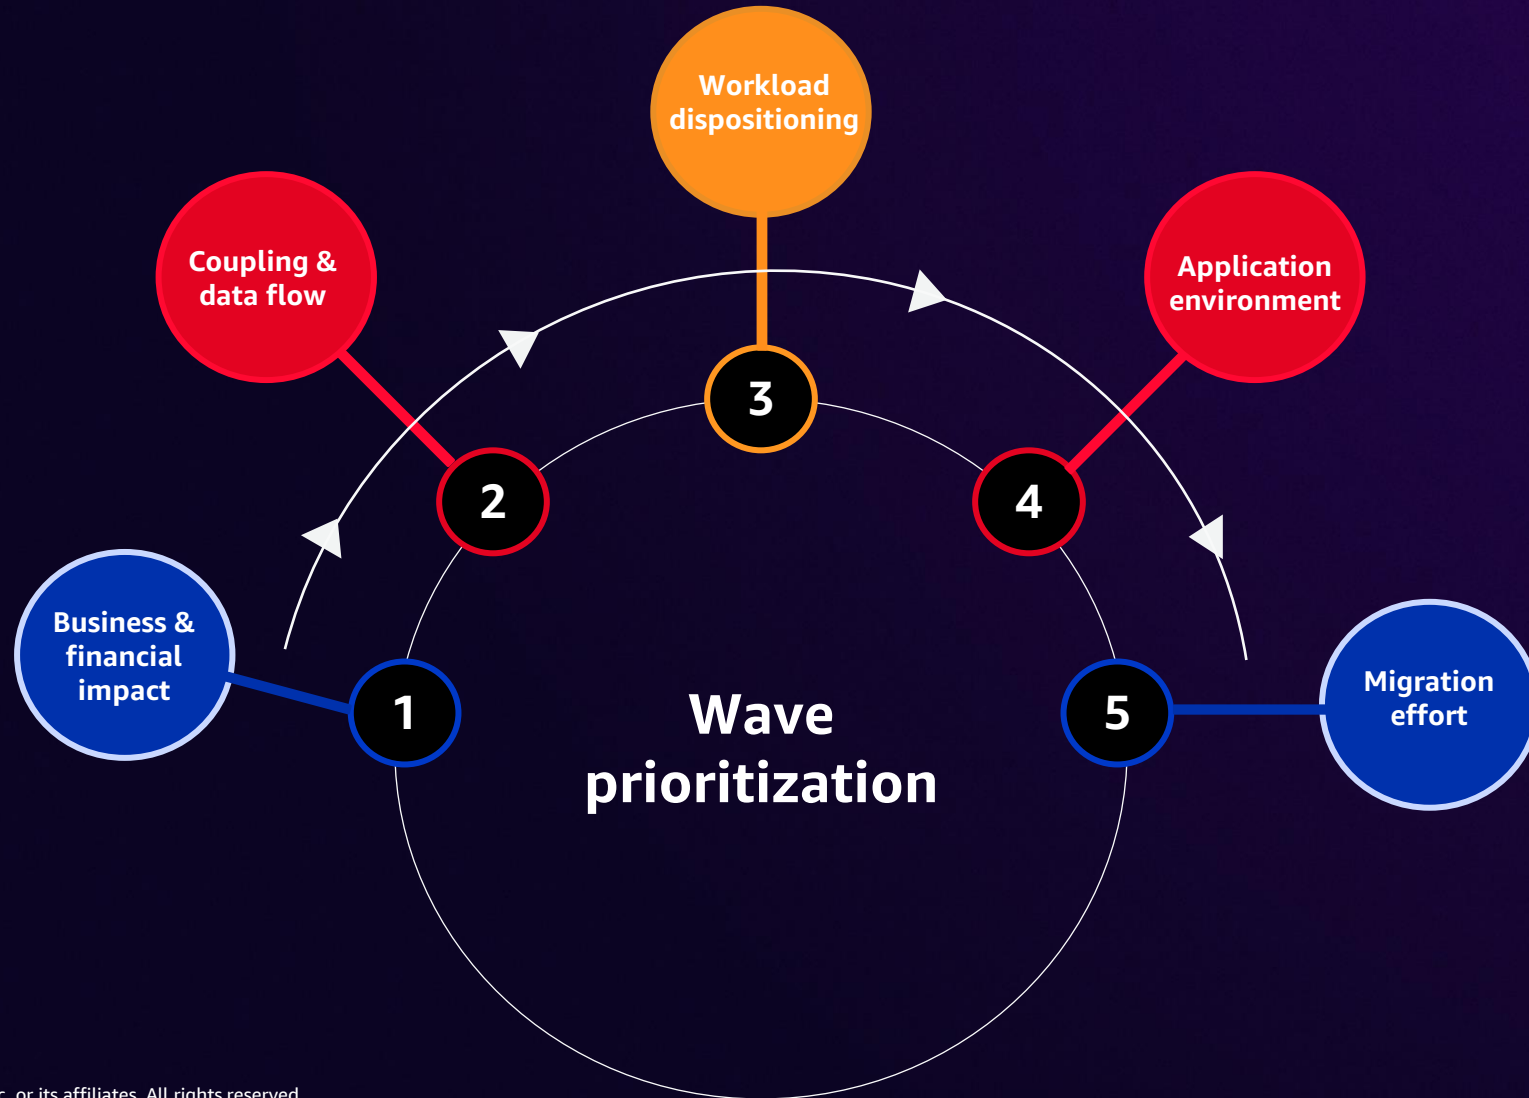 Workload
dispositioning
Coupling &
data flow
Application
environment
3
2
4
Business &
financial
impact
Migration
effort
1
Wave
prioritization
5
or its affiliates. All rights reserved